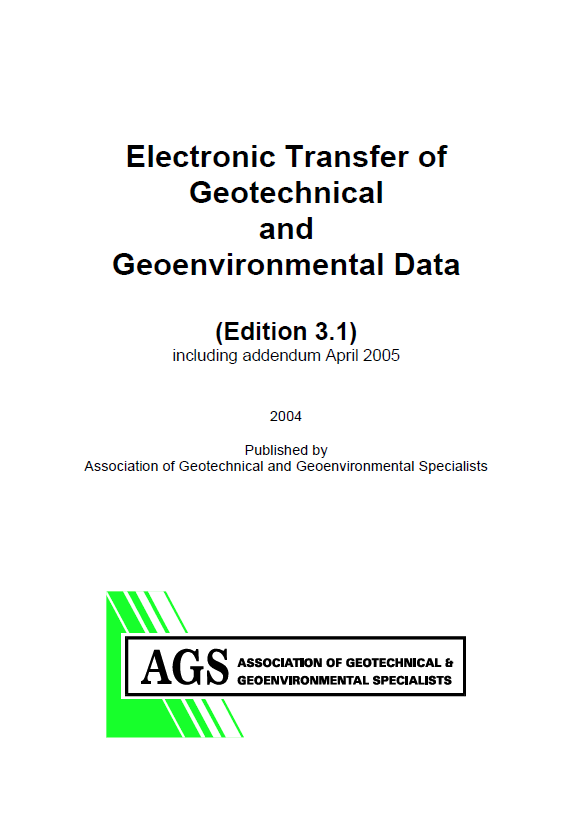 Electronic Transfer of
Geotechnical
and
Geoenvironmental Data
(Edition 3.1)
including addendum April 2005
2004
Published by
Association of Geotechnical and Geoenvironmental Specialists
AGS
ASSOCIATION OF GEOTECHNICAL &
GEOENVIRONMENTAL SPECIALISTS